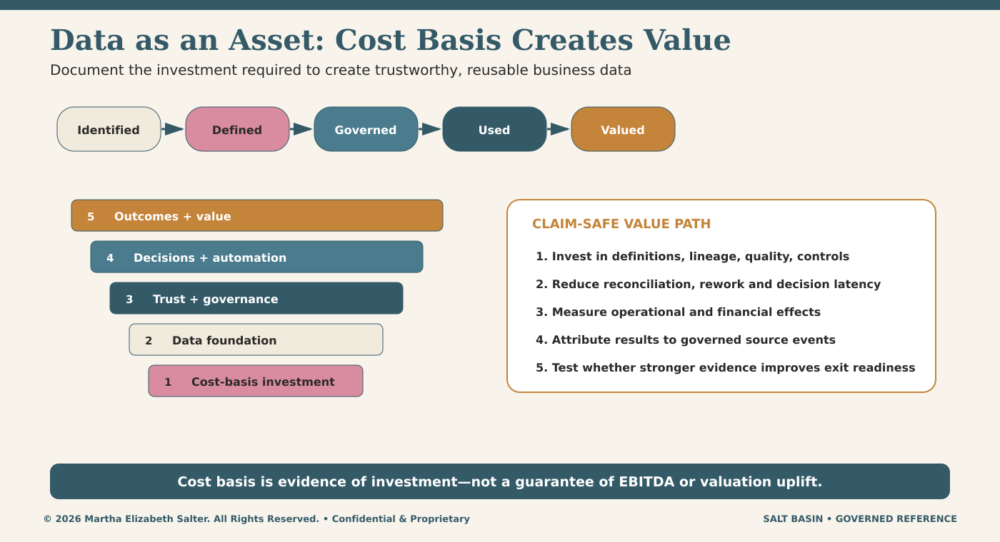 Data as an Asset: Cost Basis Creates Value
Document the investment required to create trustworthy, reusable business data
Identified
Defined
Governed
Used
Valued
5 Outcomes + value
4 Decisions + automation
3 Trust + governance
2 Data foundation
1 Cost-basis investment
CLAIM-SAFE VALUE PATH
1. Invest in definitions, lineage, quality, controls
2. Reduce reconciliation, rework and decision latency
3. Measure operational and financial effects
4. Attribute results to governed source events
5. Test whether stronger evidence improves exit readiness
Cost basis is evidence of investment—not a guarantee of EBITDA or valuation uplift.
© 2026 Martha Elizabeth Salter. All Rights Reserved. • Confidential & Proprietary
SALT BASIN • GOVERNED REFERENCE